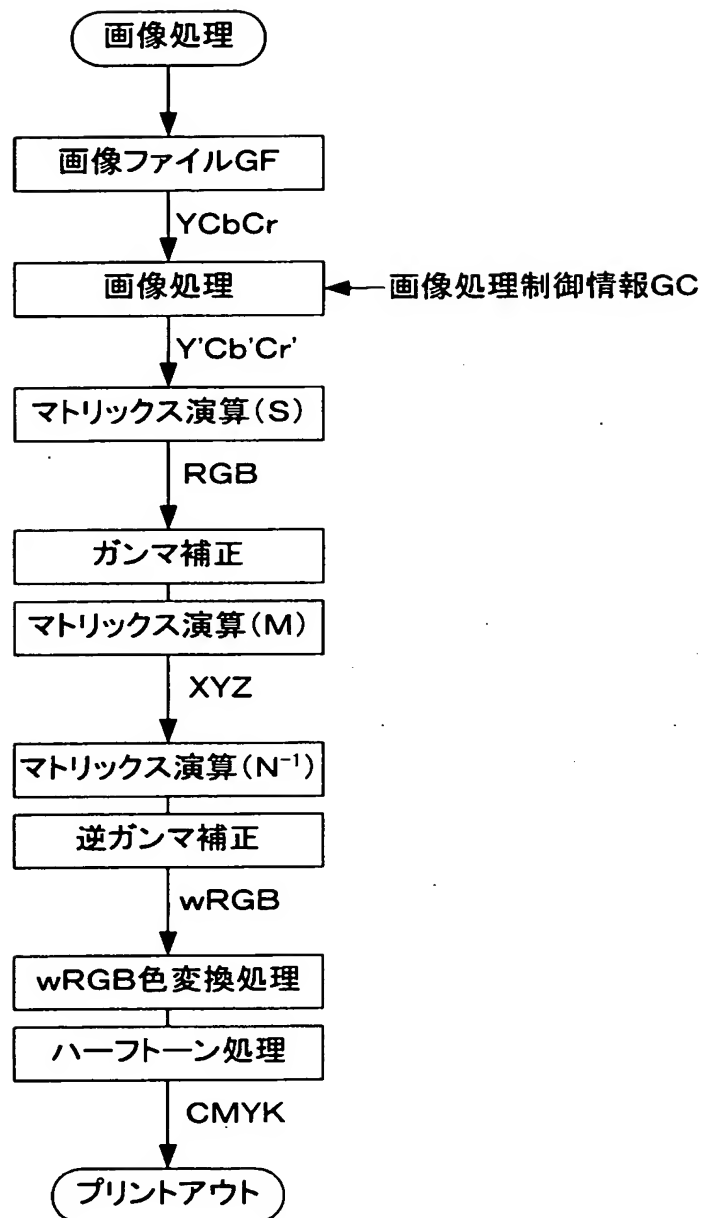 画像処理
画像ファイルGF
YCbCr
画像処理
画像処理制御情報GC
Y'Cb'Cr'
マトリックス演算(S)
RGB
ガンマ補正
マトリックス演算(M)
XYZ
マトリックス演算(N⁻¹)
逆ガンマ補正
wRGB
wRGB色変換処理
ハーフトーン処理
CMYK
プリントアウト